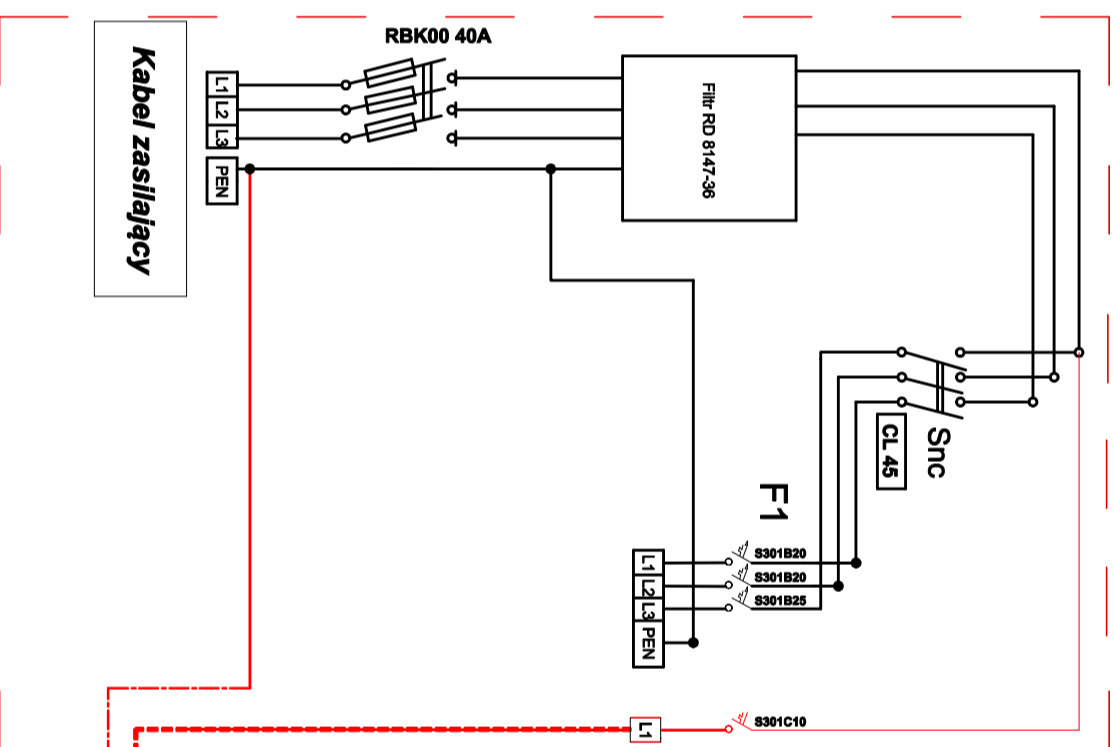 RBK00 40A
Kabel zasilający
L1
L2
L3
PEN
Filtr RD 8147-36
Snc
CL 45
F1
S301B20
S301B20
S301B25
L1
L2
L3
PEN
L1
S301C10